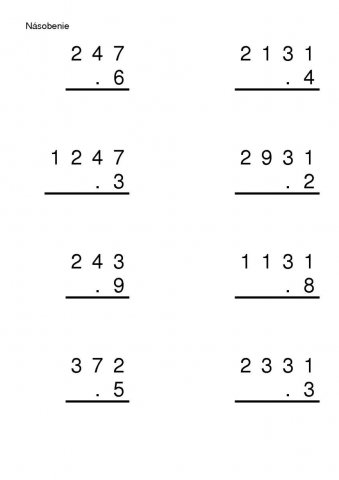 Násobenie
2 4 7
. 6
2 1 3 1
. 4
1 2 4 7
. 3
2 9 3 1
. 2
2 4 3
. 9
1 1 3 1
. 8
3 7 2
. 5
2 3 3 1
. 3